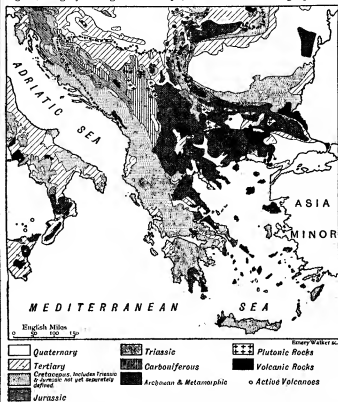 ADRIATIC SEA
ASIA
MINOR
MEDITERRANEAN SEA
English Miles
0 50 100 150
Emery Walker sc.
Quaternary
Tertiary
Cretaceous, includes Triassic
& Jurassic not yet separately
defined.
Jurassic
Triassic
Carboniferous
Archaean & Metamorphic
Plutonic Rocks
Volcanic Rocks
Active Volcanoes